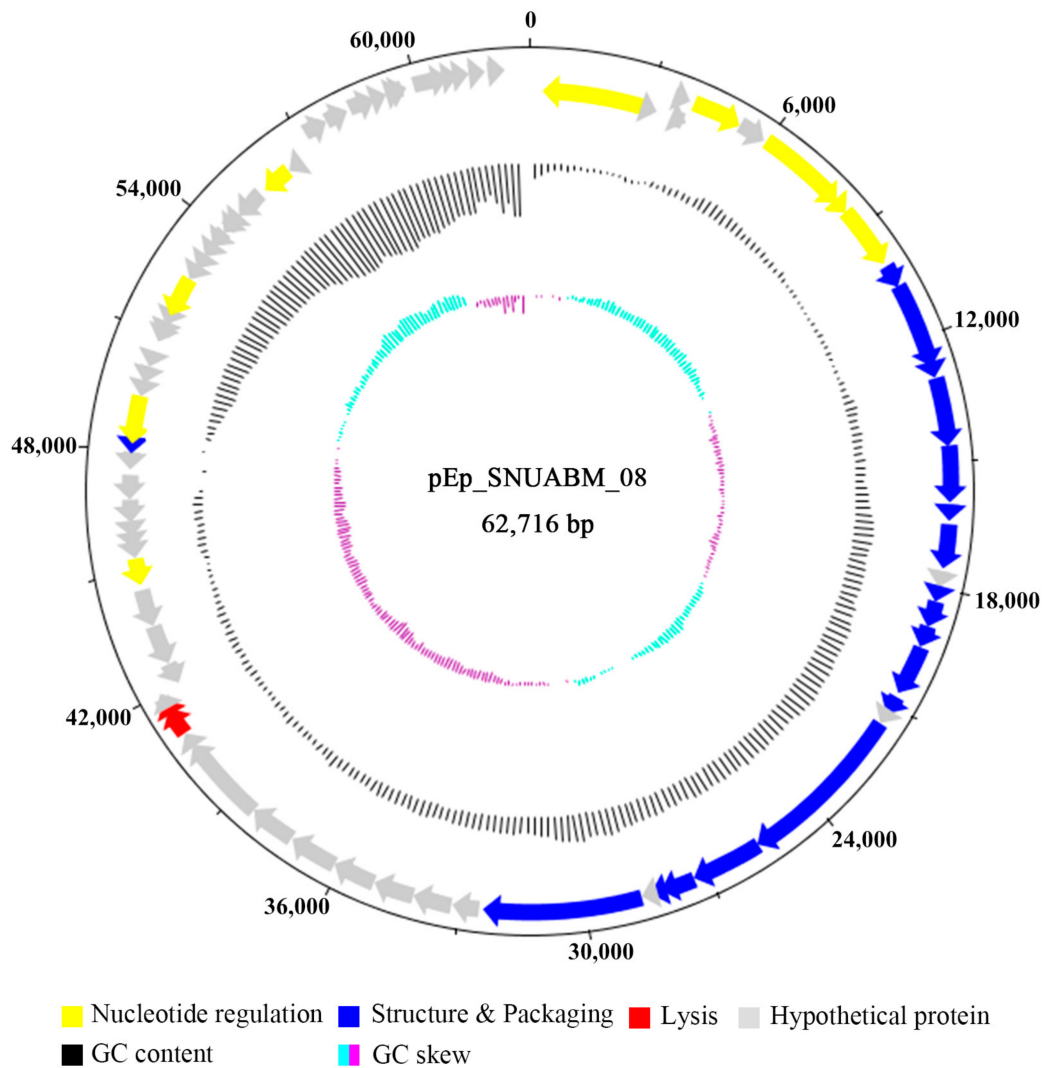 0
60,000
6,000
54,000
12,000
48,000
pEp_SNUABM_08
62,716 bp
18,000
42,000
24,000
36,000
30,000
Nucleotide regulation
Structure & Packaging
Lysis
Hypothetical protein
GC content
GC skew